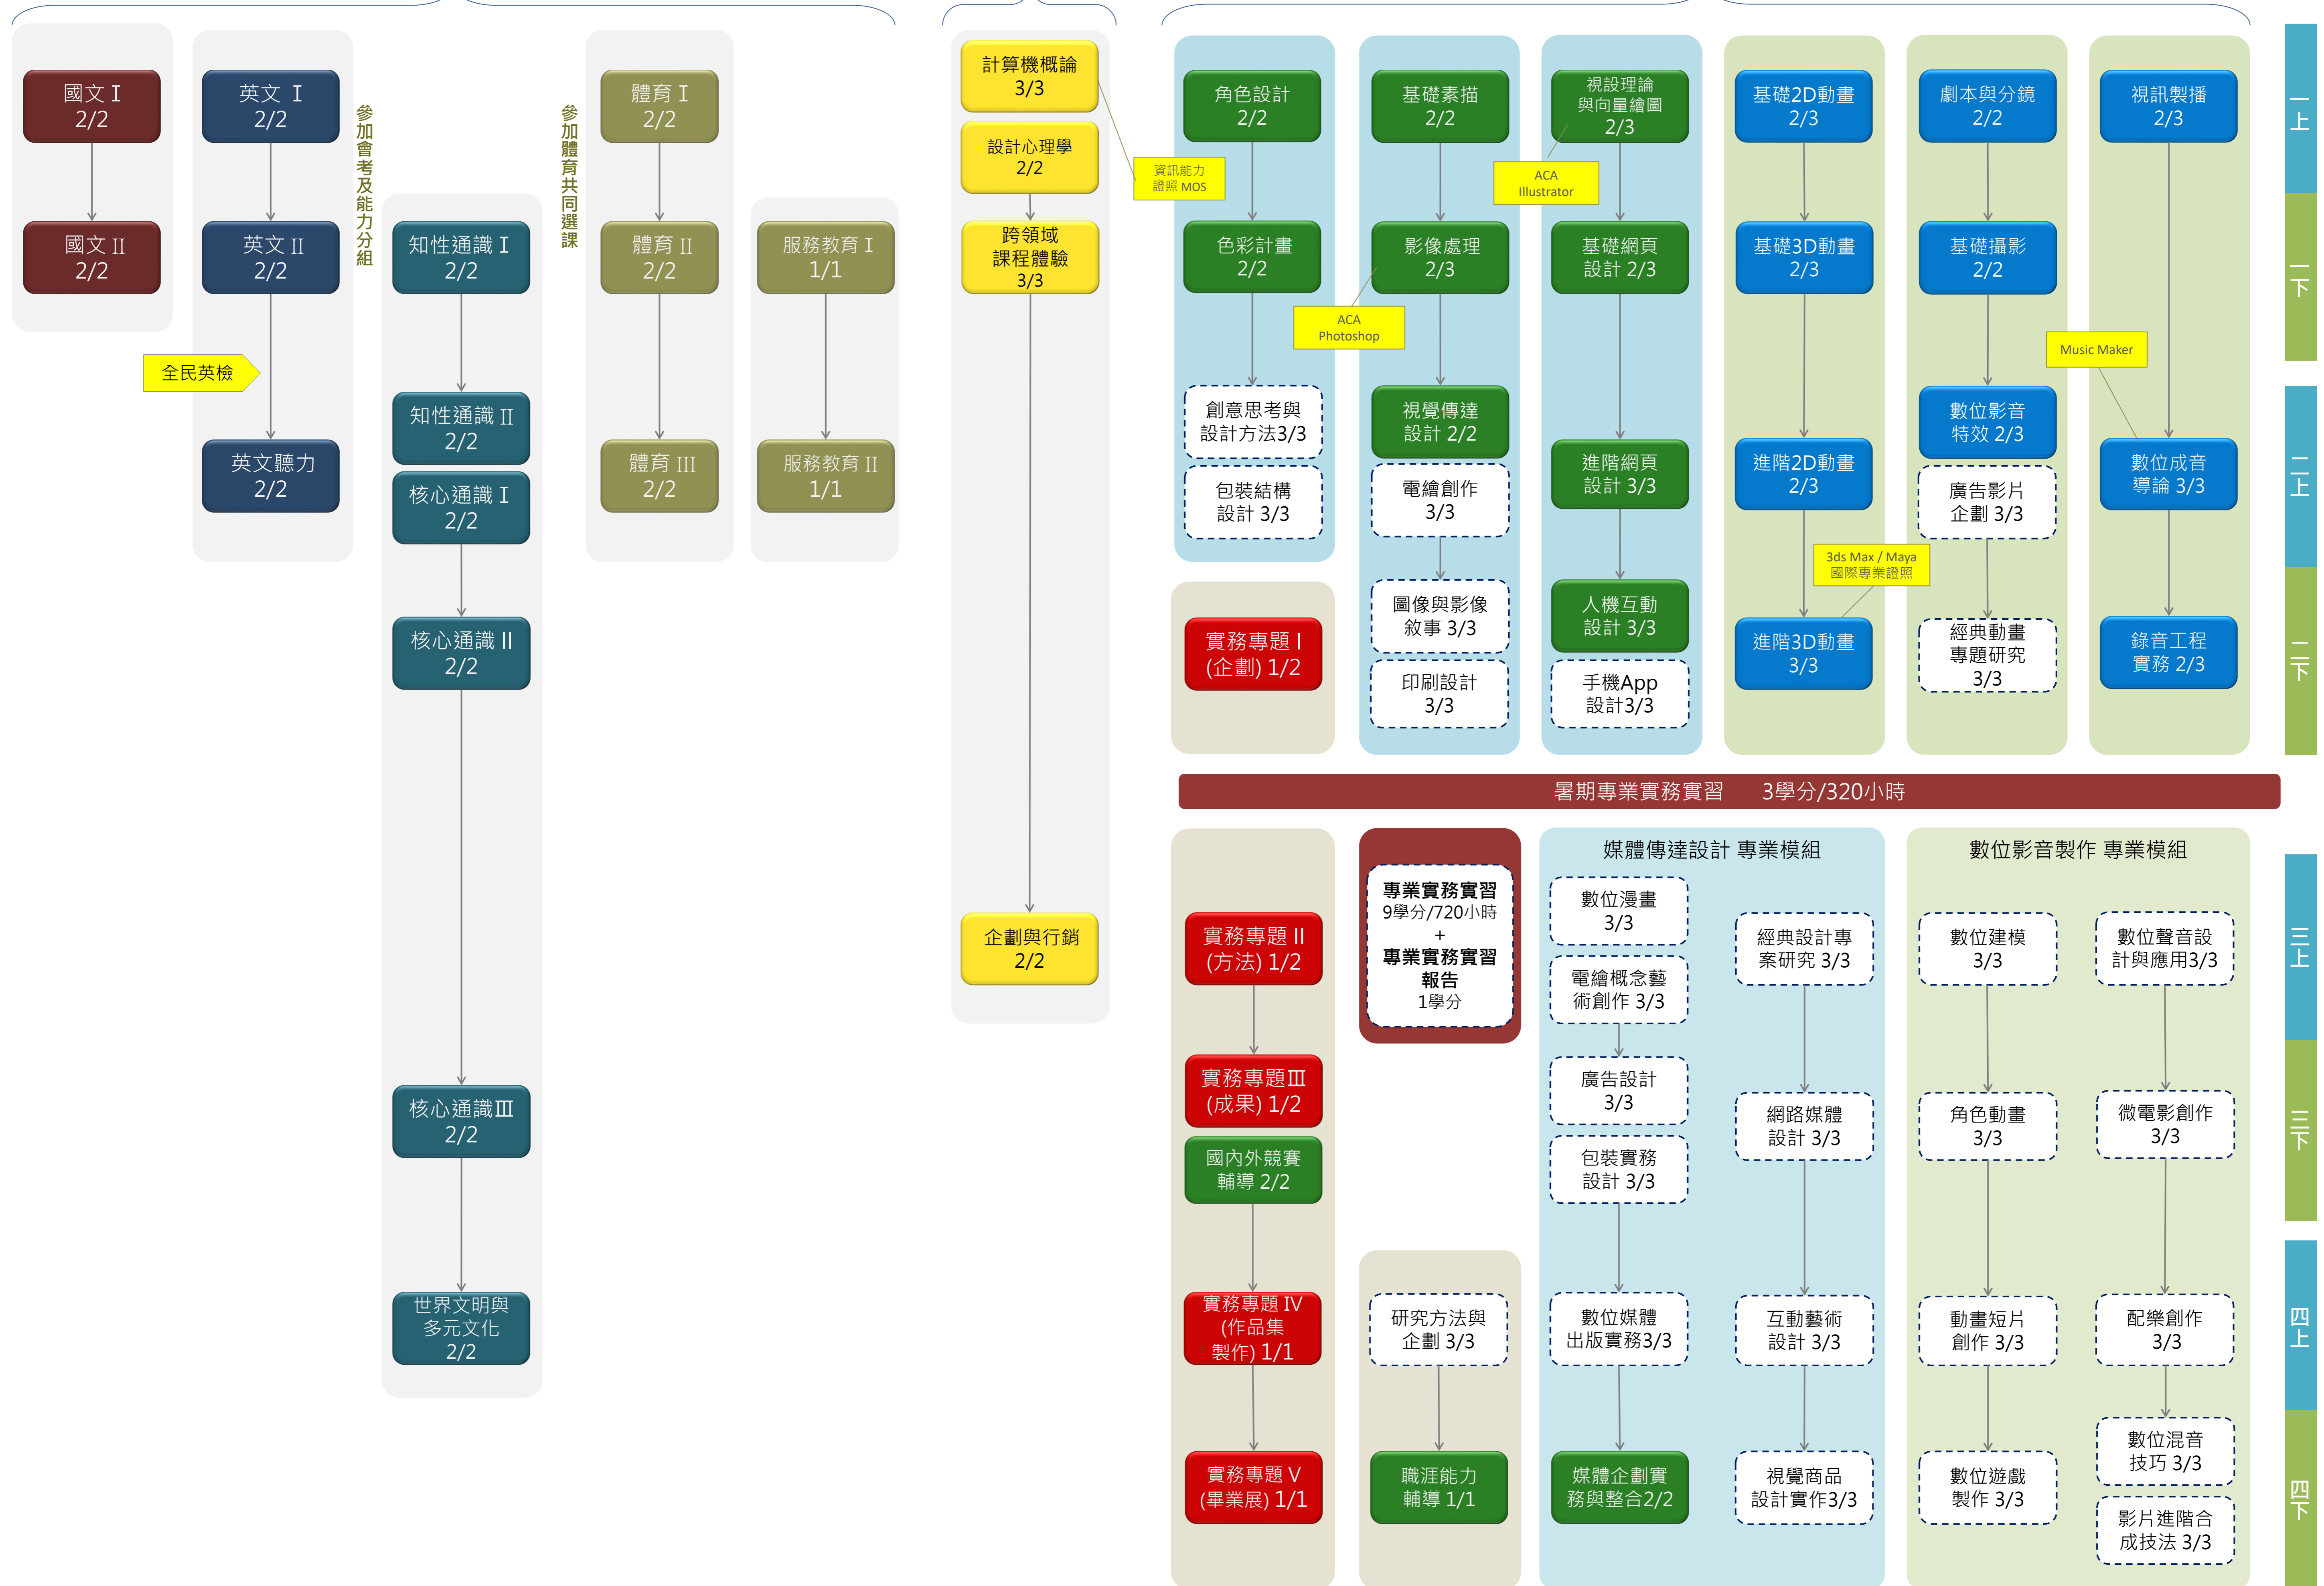 國文 I
2/2
國文 II
2/2
英文 I
2/2
英文 II
2/2
全民英檢
英文聽力
2/2
參加會考及能力分組
知性通識 I
2/2
知性通識 II
2/2
核心通識 I
2/2
核心通識 II
2/2
核心通識Ⅲ
2/2
世界文明與
多元文化
2/2
參加體育共同選課
體育 I
2/2
體育 II
2/2
體育 III
2/2
服務教育 I
1/1
服務教育 II
1/1
計算機概論
3/3
設計心理學
2/2
跨領域
課程體驗
3/3
企劃與行銷
2/2
資訊能力
證照 MOS
角色設計
2/2
色彩計畫
2/2
創意思考與
設計方法3/3
包裝結構
設計 3/3
實務專題 I
(企劃) 1/2
基礎素描
2/2
影像處理
2/3
ACA
Photoshop
視覺傳達
設計 2/2
電繪創作
3/3
圖像與影像
敘事 3/3
印刷設計
3/3
視設理論
與向量繪圖
2/3
ACA
Illustrator
基礎網頁
設計 2/3
進階網頁
設計 3/3
人機互動
設計 3/3
手機App
設計3/3
基礎2D動畫
2/3
基礎3D動畫
2/3
進階2D動畫
2/3
3ds Max / Maya
國際專業證照
進階3D動畫
3/3
劇本與分鏡
2/2
基礎攝影
2/2
數位影音
特效 2/3
廣告影片
企劃 3/3
經典動畫
專題研究
3/3
視訊製播
2/3
Music Maker
數位成音
導論 3/3
錄音工程
實務 2/3
一上
一下
二上
二下
暑期專業實務實習 3學分/320小時
實務專題 II
(方法) 1/2
實務專題Ⅲ
(成果) 1/2
國內外競賽
輔導 2/2
實務專題 IV
(作品集
製作) 1/1
實務專題 V
(畢業展) 1/1
專業實務實習
9學分/720小時
+
專業實務實習
報告
1學分
研究方法與
企劃 3/3
職涯能力
輔導 1/1
媒體傳達設計 專業模組
數位漫畫
3/3
電繪概念藝
術創作 3/3
廣告設計
3/3
包裝實務
設計 3/3
數位媒體
出版實務3/3
媒體企劃實
務與整合2/2
經典設計專
案研究 3/3
網路媒體
設計 3/3
互動藝術
設計 3/3
視覺商品
設計實作3/3
數位影音製作 專業模組
數位建模
3/3
角色動畫
3/3
動畫短片
創作 3/3
數位遊戲
製作 3/3
數位聲音設
計與應用3/3
微電影創作
3/3
配樂創作
3/3
數位混音
技巧 3/3
影片進階合
成技法 3/3
三上
三下
四上
四下